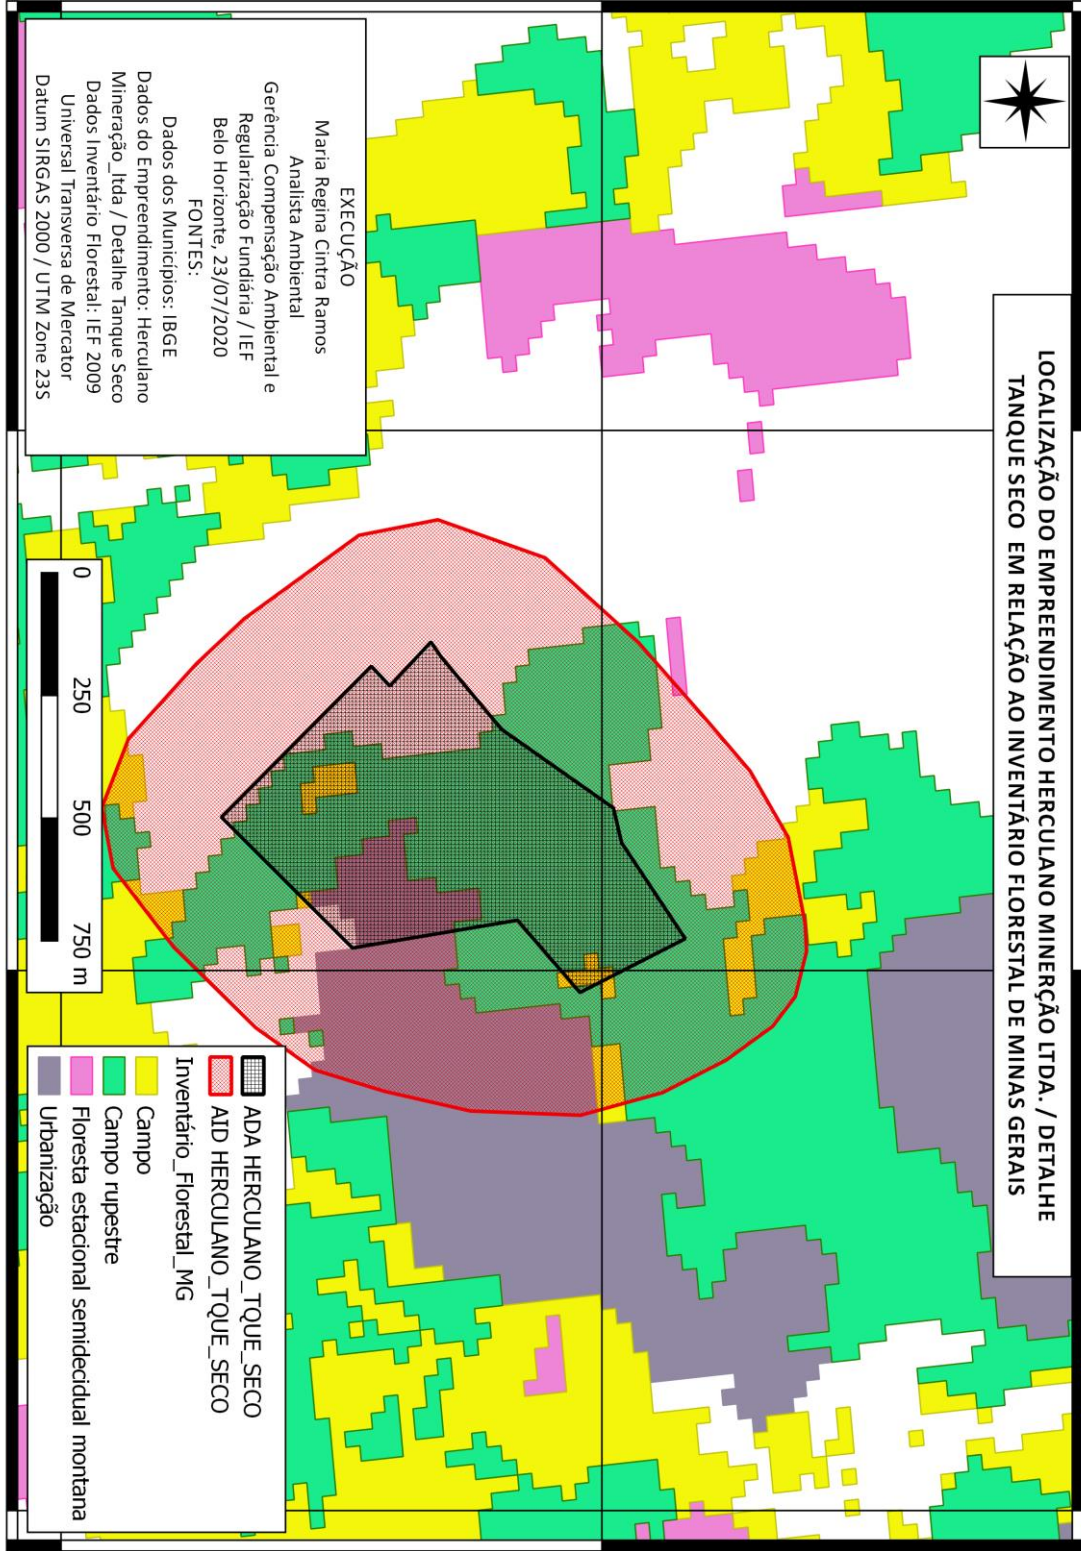 LOCALIZAÇÃO DO EMPREENDIMENTO HERCULANO MINERÇÃO LTDA. / DETALHE
TANQUE SECO EM RELAÇÃO AO INVENTÁRIO FLORESTAL DE MINAS GERAIS
EXECUÇÃO
Maria Regina Cintra Ramos
Analista Ambiental
Gerência Compensação Ambiental e
Regularização Fundiária / IEF
Belo Horizonte, 23/07/2020
FONTES:
Dados dos Municipios: IBGE
Dados do Empreendimento: Herculano
Mineração_ltda / Detalhe Tanque Seco
Dados Inventário Florestal: IEF 2009
Universal Transversa de Mercator
Datum SIRGAS 2000 / UTM Zone 23S
0 250 500 750 m
ADA HERCULANO_TQUE_SECO
AID HERCULANO_TQUE_SECO
Inventário_Florestal_MG
Campo
Campo rupestre
Floresta estacional semidecidual montana
Urbanização